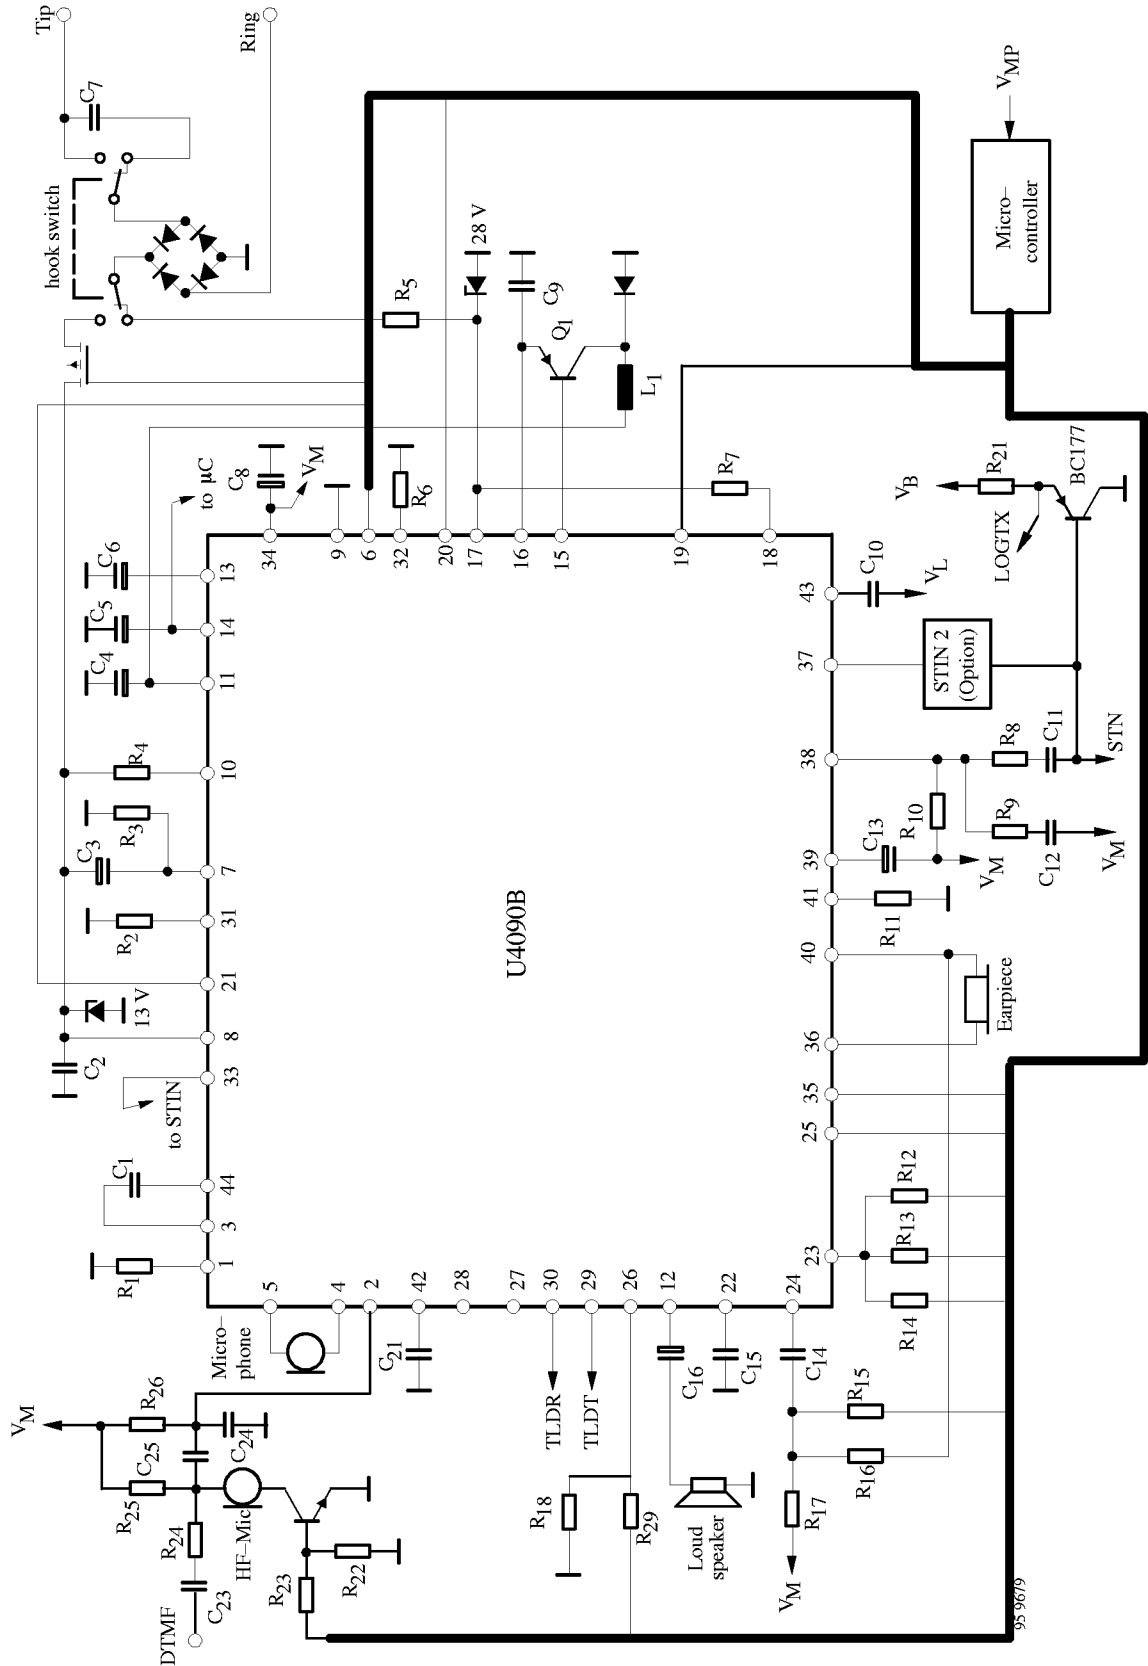 Tip
Ring
C7
hook switch
R5
28 V
C9
Q1
L1
Micro–
controller
VMP
to µC
C8
VM
R6
R7
C6
C5
C4
13
14
11
34
9
6
32
20
17
16
15
19
18
R4
R3
C3
R2
10
7
31
21
13 V
C2
8
33
to STIN
C1
44
3
R1
1
U4090B
43
C10
VL
37
STIN 2
(Option)
VB
R21
LOGTX
BC177
38
R10
R8
C11
STN
R9
C12
VM
39
C13
VM
41
R11
40
Earpiece
36
35
25
23
R12
R13
R14
5
4
2
42
28
27
30
29
26
12
22
24
Micro–
phone
C21
TLDR
TLDT
C16
C15
C14
R15
R16
R17
VM
R18
R29
Loud
speaker
VM
R26
R25
C25
C24
R24
HF–Mic
C23
DTMF
R23
R22
95 9679